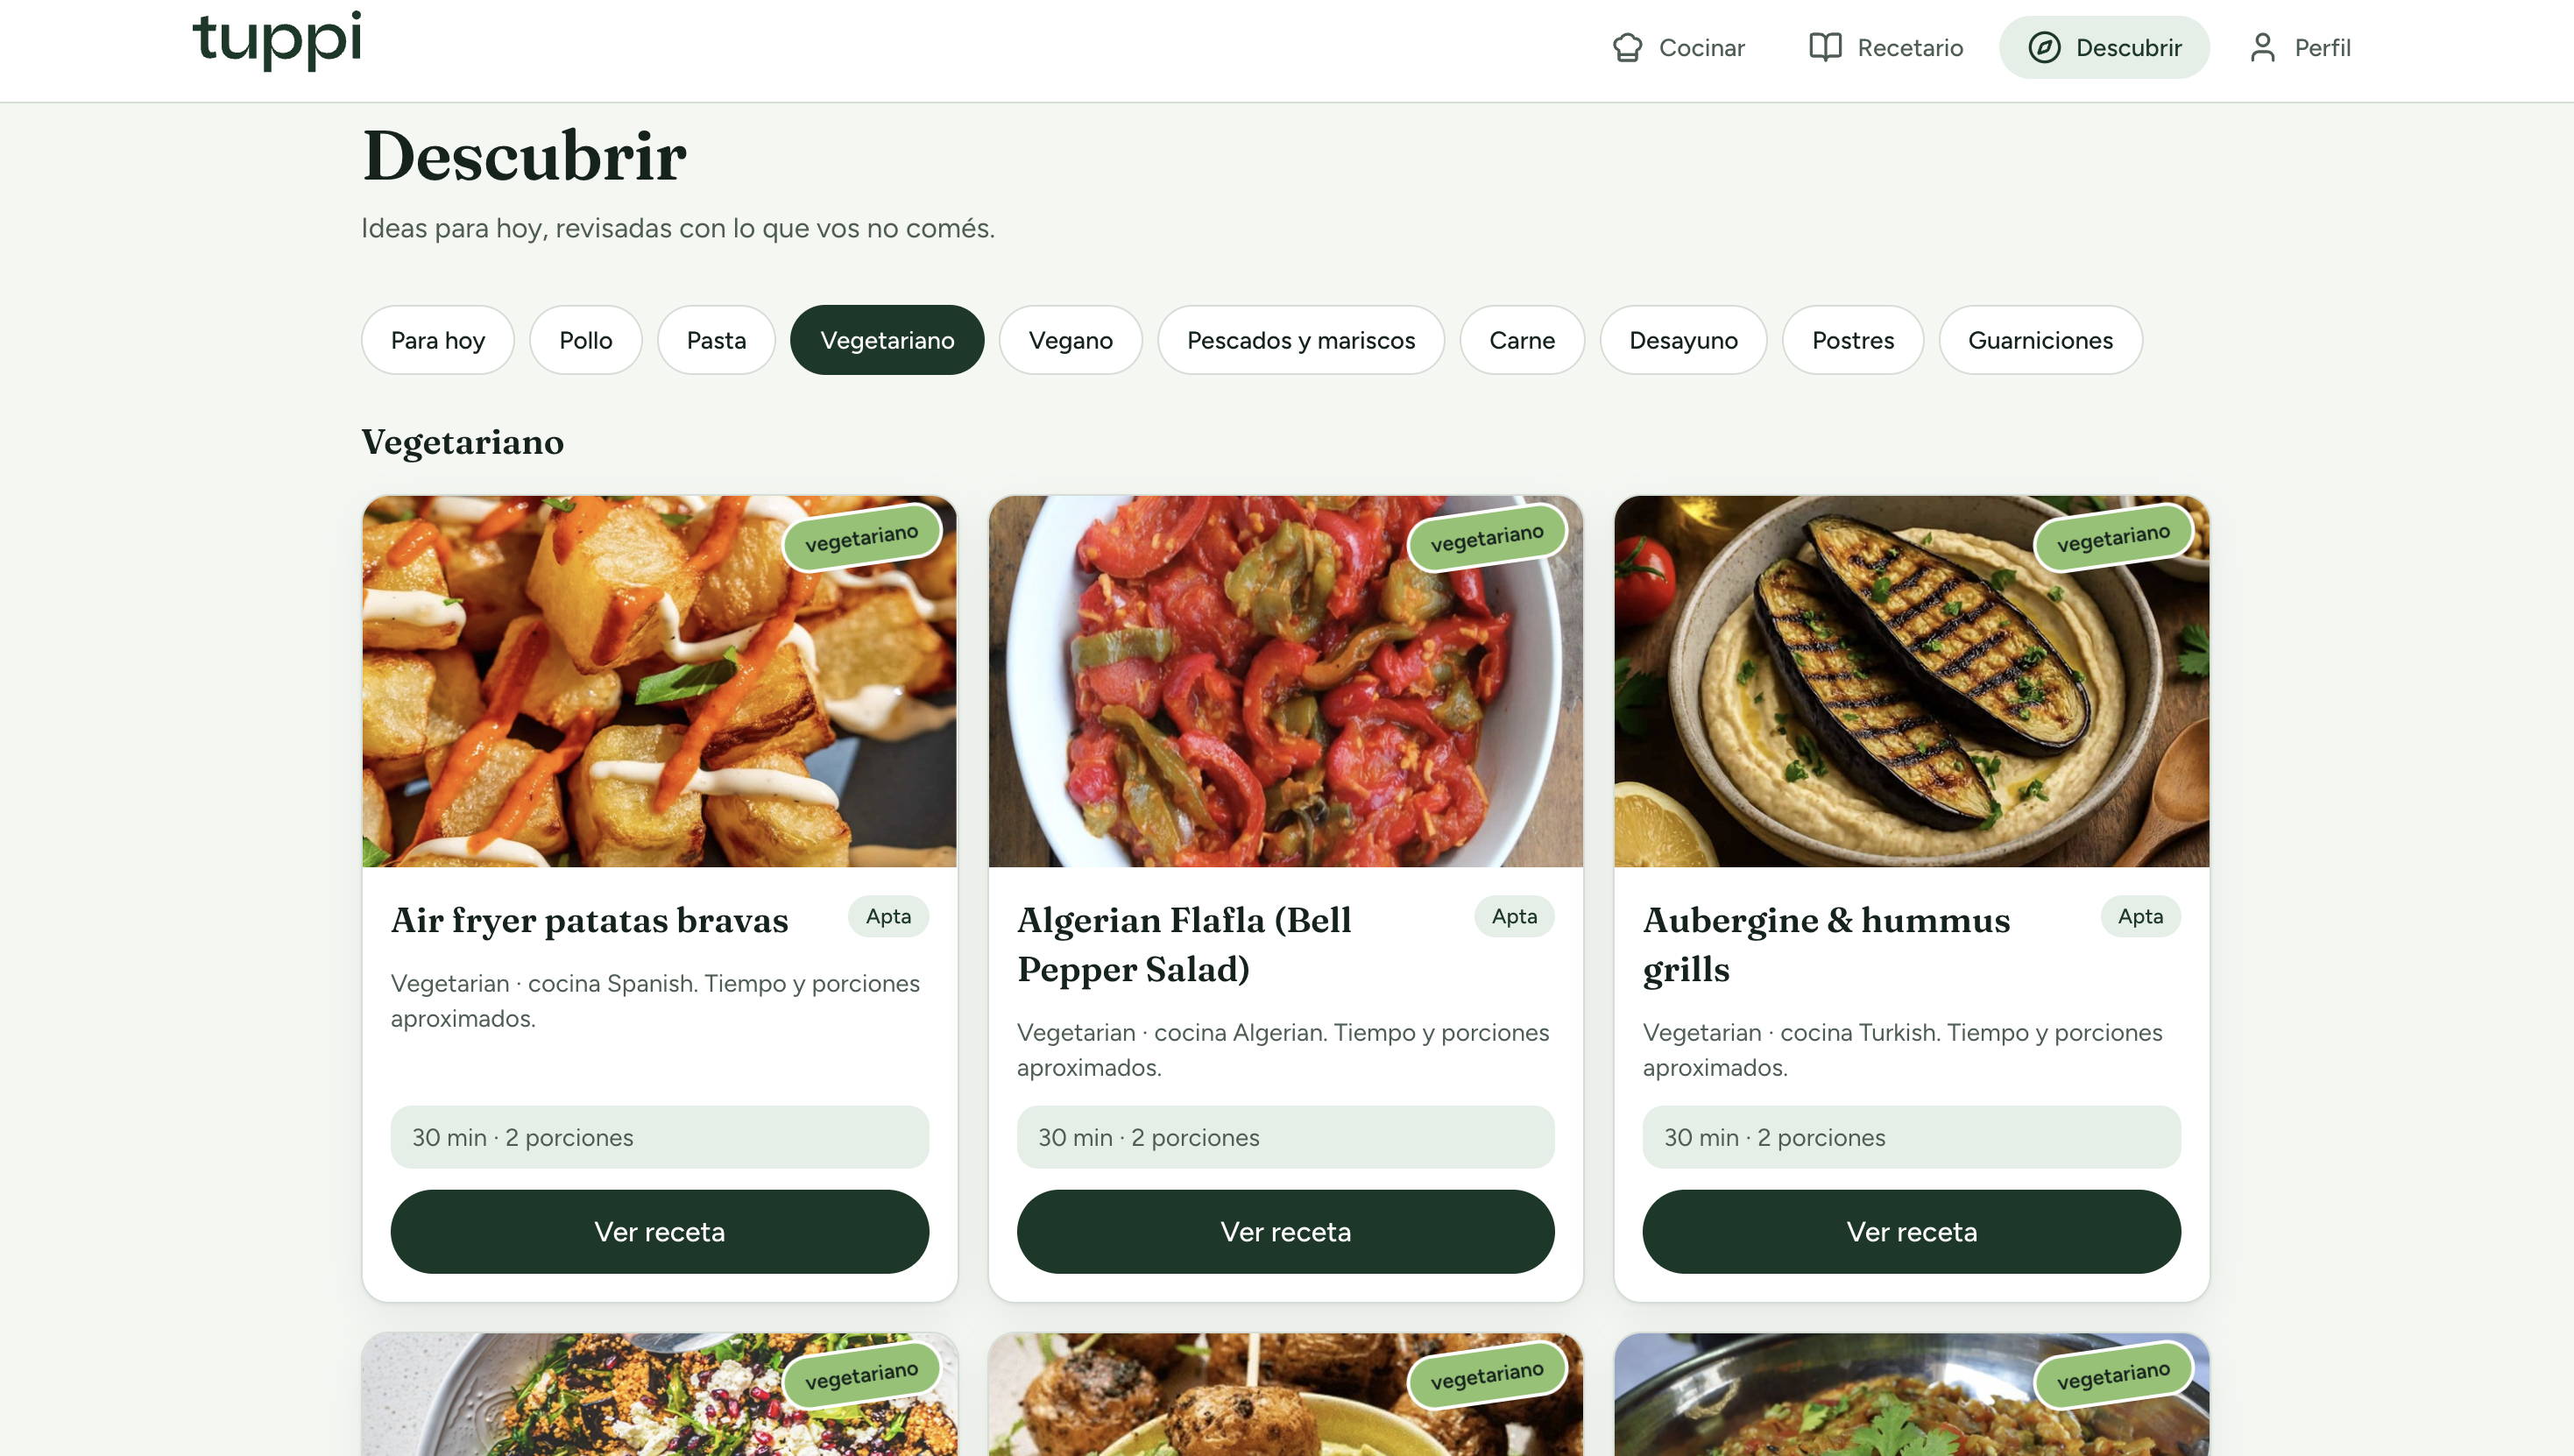 tuppi
Cocinar
Recetario
Descubrir
Perfil
Descubrir
Ideas para hoy, revisadas con lo que vos no comés.
Para hoy
Pollo
Pasta
Vegetariano
Vegano
Pescados y mariscos
Carne
Desayuno
Postres
Guarniciones
Vegetariano
vegetariano
Air fryer patatas bravas
Apta
Vegetarian · cocina Spanish. Tiempo y porciones
aproximados.
30 min · 2 porciones
Ver receta
vegetariano
Algerian Flafla (Bell
Pepper Salad)
Apta
Vegetarian · cocina Algerian. Tiempo y porciones
aproximados.
30 min · 2 porciones
Ver receta
vegetariano
Aubergine & hummus
grills
Apta
Vegetarian · cocina Turkish. Tiempo y porciones
aproximados.
30 min · 2 porciones
Ver receta
vegetariano
vegetariano
vegetariano